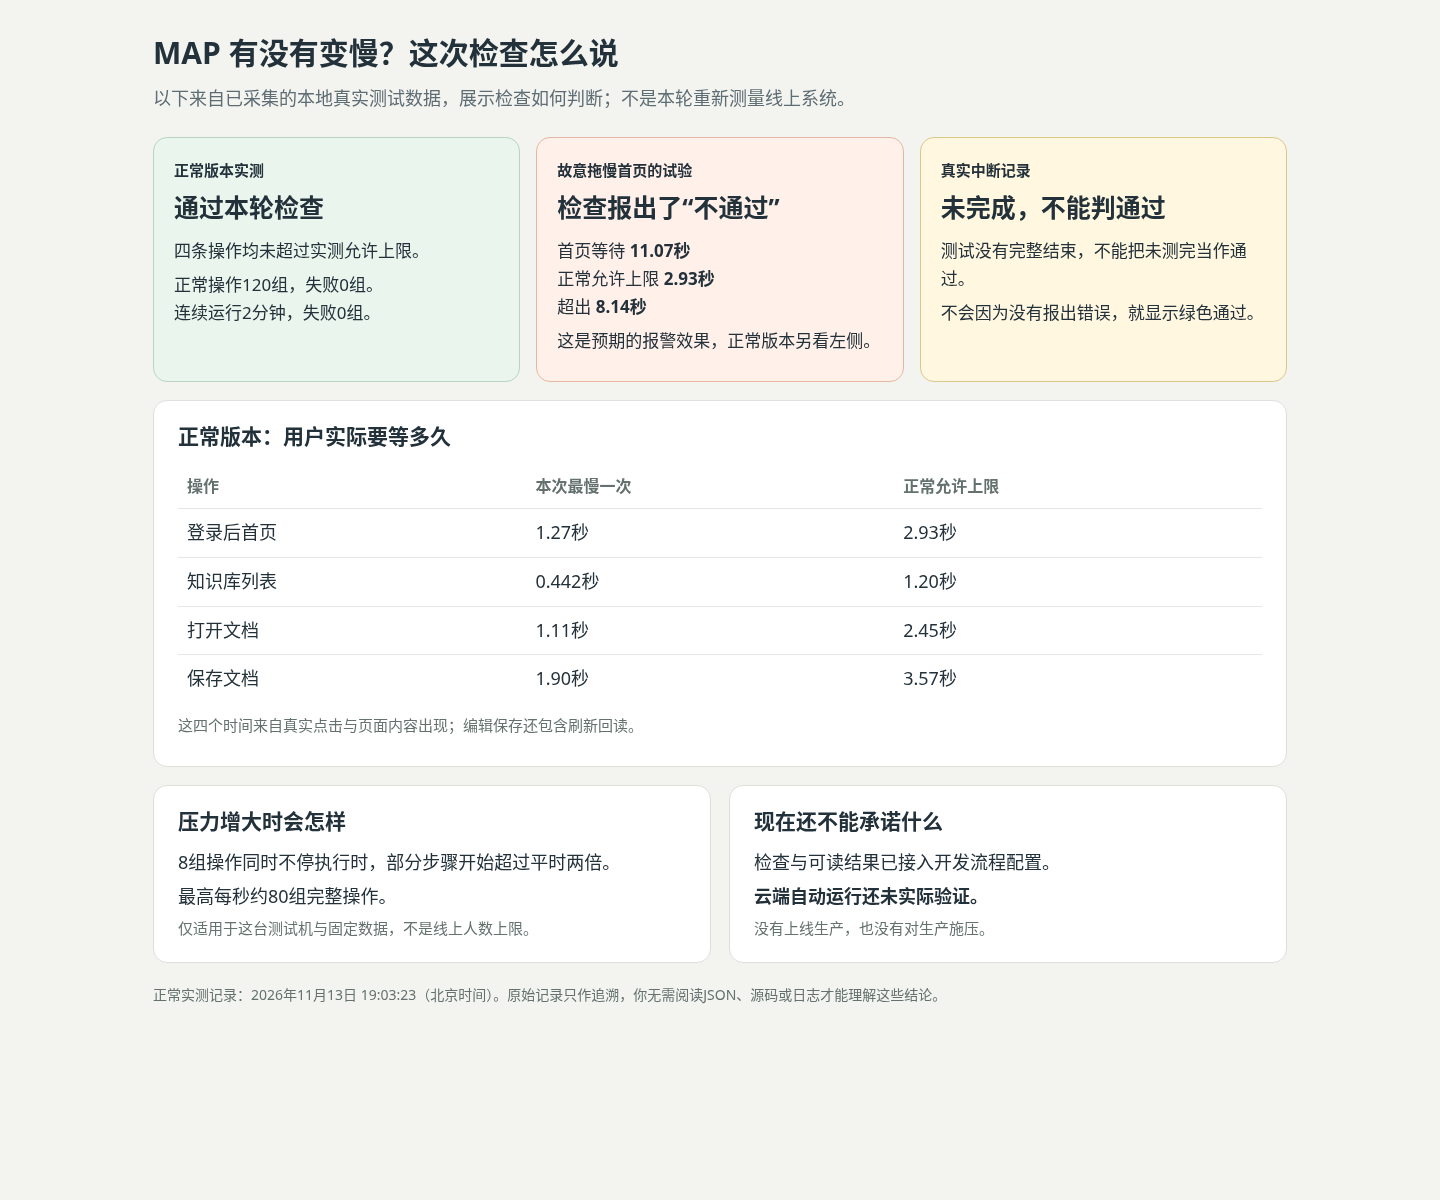 MAP 有没有变慢？这次检查怎么说
以下来自已采集的本地真实测试数据，展示检查如何判断；不是本轮重新测量线上系统。
正常版本实测
通过本轮检查
四条操作均未超过实测允许上限。
正常操作120组，失败0组。
连续运行2分钟，失败0组。
故意拖慢首页的试验
检查报出了“不通过”
首页等待 11.07秒
正常允许上限 2.93秒
超出 8.14秒
这是预期的报警效果，正常版本另看左侧。
真实中断记录
未完成，不能判通过
测试没有完整结束，不能把未测完当作通
过。
不会因为没有报出错误，就显示绿色通过。
正常版本：用户实际要等多久
操作 本次最慢一次 正常允许上限
登录后首页 1.27秒 2.93秒
知识库列表 0.442秒 1.20秒
打开文档 1.11秒 2.45秒
保存文档 1.90秒 3.57秒
这四个时间来自真实点击与页面内容出现；编辑保存还包含刷新回读。
压力增大时会怎样
8组操作同时不停执行时，部分步骤开始超过平时两倍。
最高每秒约80组完整操作。
仅适用于这台测试机与固定数据，不是线上人数上限。
现在还不能承诺什么
检查与可读结果已接入开发流程配置。
云端自动运行还未实际验证。
没有上线生产，也没有对生产施压。
正常实测记录：2026年11月13日 19:03:23（北京时间）。原始记录只作追溯，你无需阅读JSON、源码或日志才能理解这些结论。